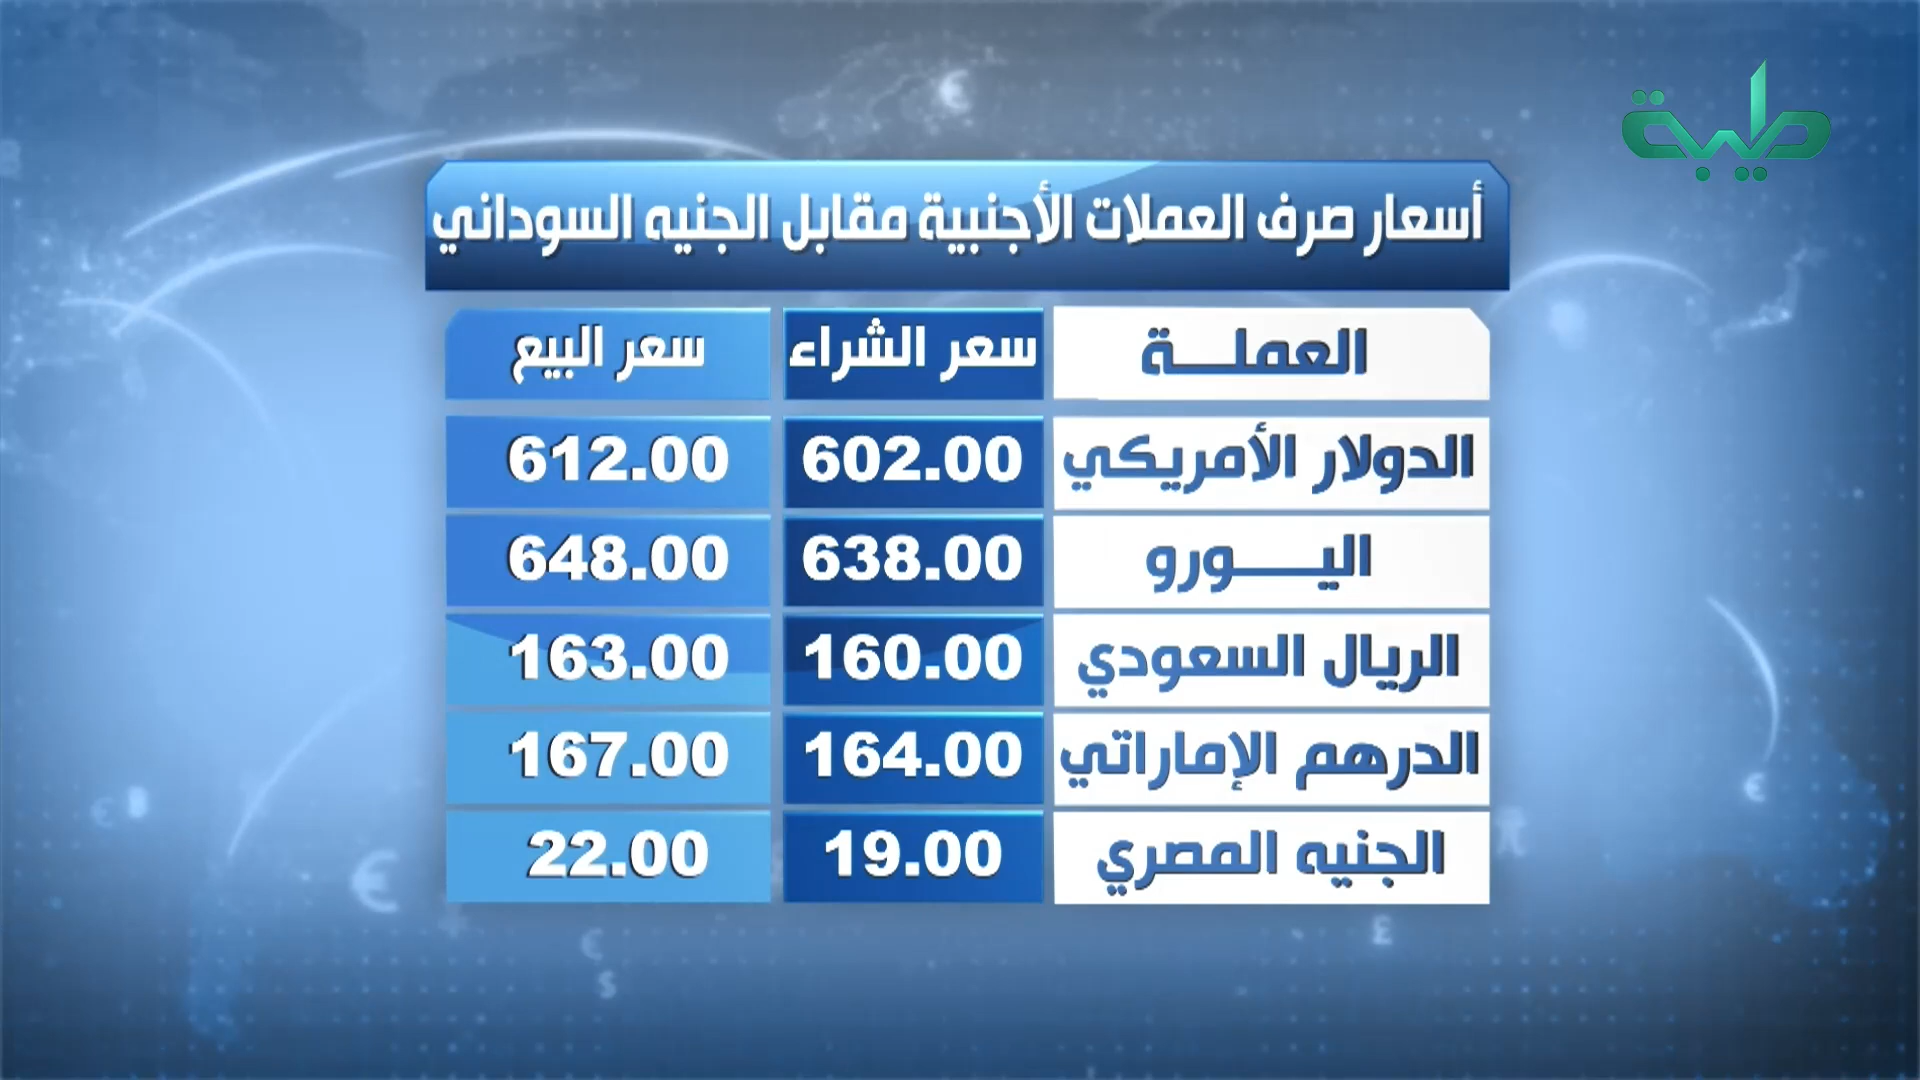 طيبة
أسعار صرف العملات الأجنبية مقابل الجنيه السوداني
العملـــة سعر الشراء سعر البيع
الدولار الأمريكي 602.00 612.00
اليـــــورو 638.00 648.00
الريال السعودي 160.00 163.00
الدرهم الإماراتي 164.00 167.00
الجنيه المصري 19.00 22.00